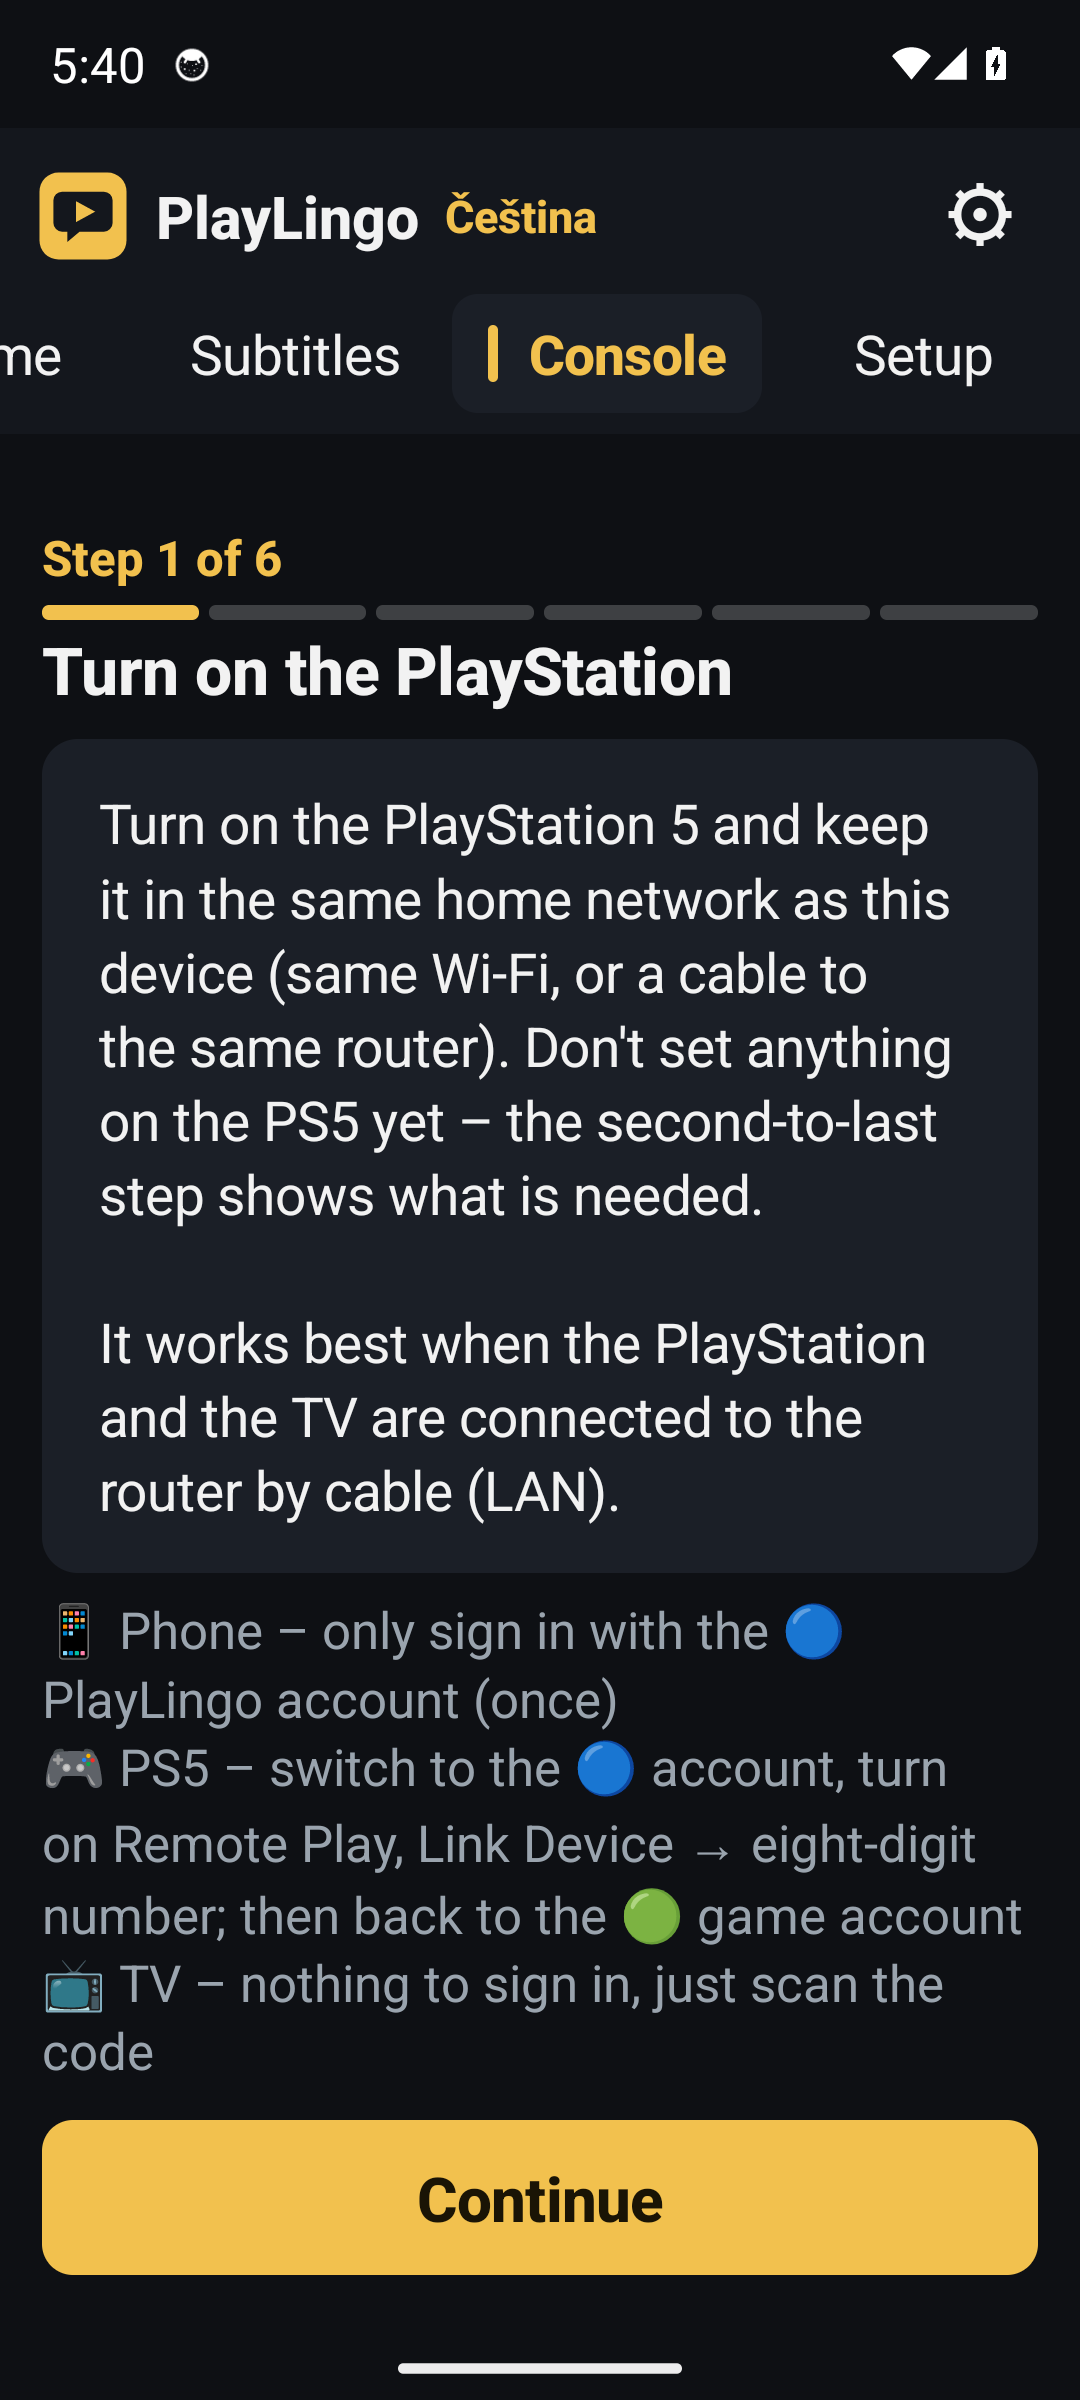 5:40
PlayLingo Čeština
me Subtitles Console Setup
Step 1 of 6
Turn on the PlayStation
Turn on the PlayStation 5 and keep
it in the same home network as this
device (same Wi-Fi, or a cable to
the same router). Don't set anything
on the PS5 yet – the second-to-last
step shows what is needed.
It works best when the PlayStation
and the TV are connected to the
router by cable (LAN).
📱 Phone – only sign in with the 🔵
PlayLingo account (once)
🎮 PS5 – switch to the 🔵 account, turn
on Remote Play, Link Device → eight-digit
number; then back to the 🟢 game account
📺 TV – nothing to sign in, just scan the
code
Continue